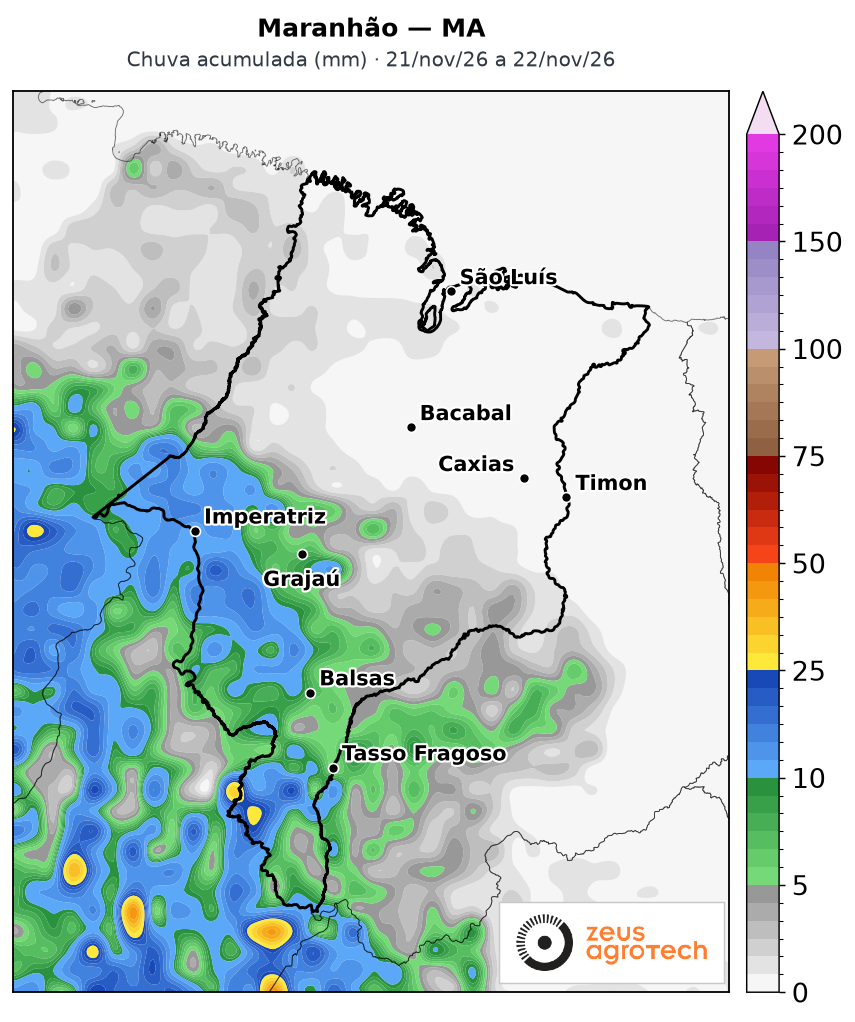 Maranhão — MA
Chuva acumulada (mm) · 21/nov/26 a 22/nov/26
200
150
100
75
50
25
10
5
0
São Luís
Bacabal
Caxias
Timon
Imperatriz
Grajaú
Balsas
Tasso Fragoso
zeus
agrotech